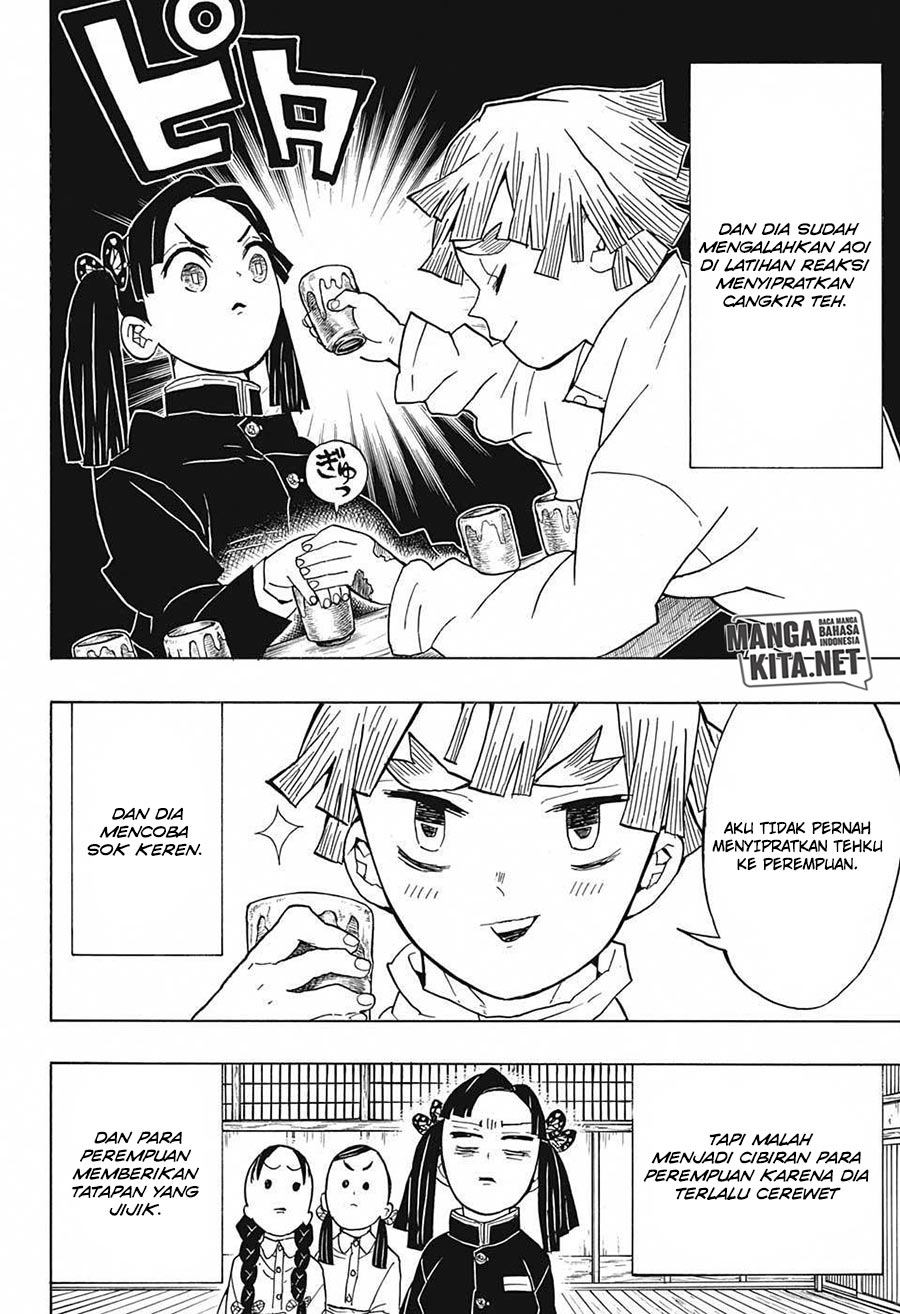 ピタ
DAN DIA SUDAH
MENGALAHKAN AOI
DI LATIHAN REAKSI
MENYIPRATKAN
CANGKIR TEH.
ぎゅっ
MANGA
KITA.NET
BACA MANGA
BAHASA
INDONESIA
AKU TIDAK PERNAH
MENYIPRATKAN TEHKU
KE PEREMPUAN.
DAN DIA
MENCOBA
SOK KEREN.
TAPI MALAH
MENJADI CIBIRAN PARA
PEREMPUAN KARENA DIA
TERLALU CEREWET
DAN PARA
PEREMPUAN
MEMBERIKAN
TATAPAN YANG
JIJIK.